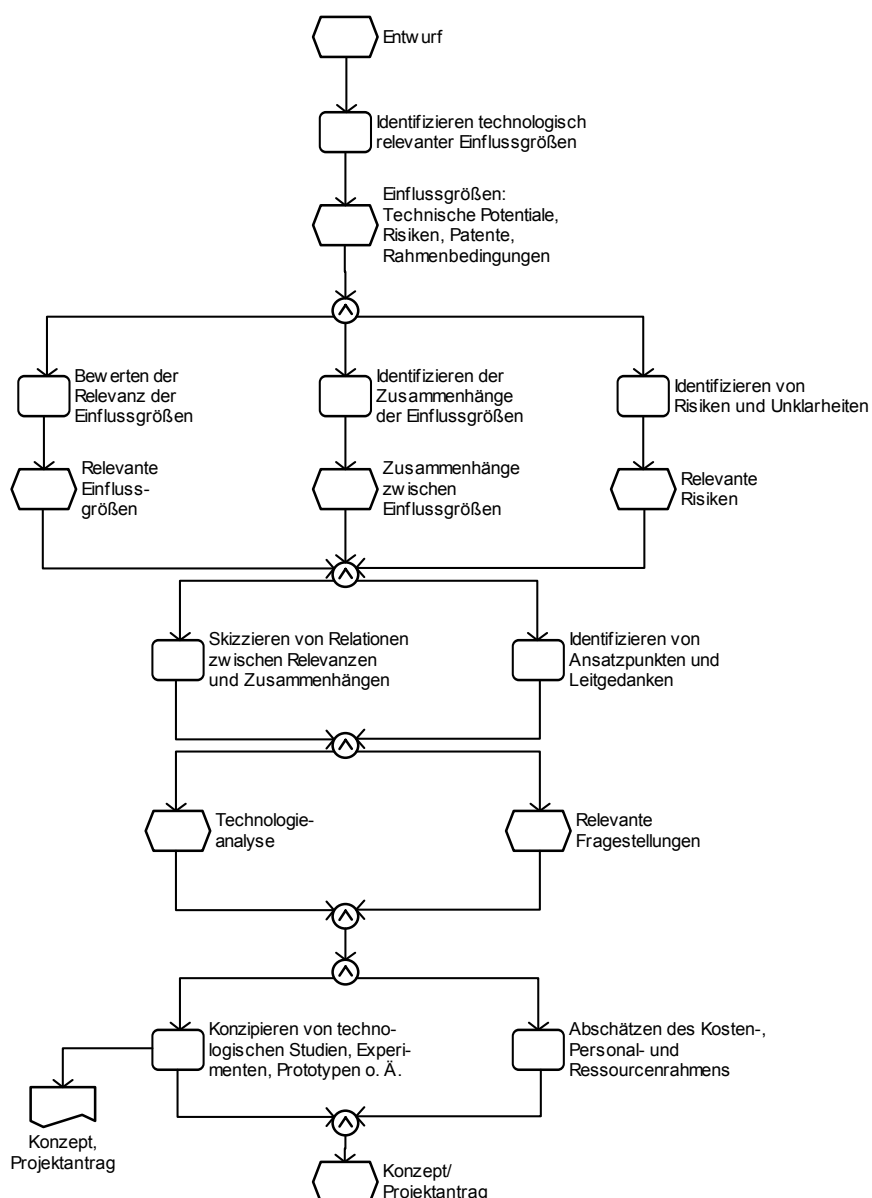 Entwurf
Identifizieren technologisch
relevanter Einflussgrößen
Einflussgrößen:
Technische Potentiale,
Risiken, Patente,
Rahmenbedingungen
Bewerten der
Relevanz der
Einflussgrößen
Identifizieren der
Zusammenhänge
der Einflussgrößen
Identifizieren von
Risiken und Unklarheiten
Relevante
Einfluss-
größen
Zusammenhänge
zwischen
Einflussgrößen
Relevante
Risiken
Skizzieren von Relationen
zwischen Relevanzen
und Zusammenhängen
Identifizieren von
Ansatzpunkten und
Leitgedanken
Technologie-
analyse
Relevante
Fragestellungen
Konzipieren von techno-
logischen Studien, Experi-
menten, Prototypen o. Ä.
Abschätzen des Kosten-,
Personal- und
Ressourcenrahmens
Konzept,
Projektantrag
Konzept/
Projektantrag